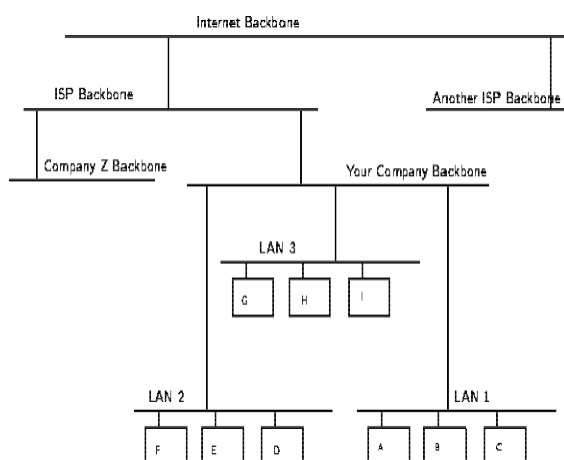 Internet Backbone
ISP Backbone
Another ISP Backbone
Company Z Backbone
Your Company Backbone
LAN 3
G H I
LAN 2
LAN 1
F E D
A B C